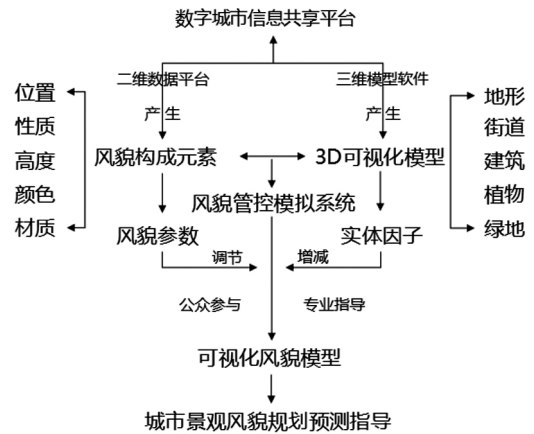 数字城市信息共享平台
二维数据平台
三维模型软件
产生
产生
位置
性质
高度
颜色
材质
风貌构成元素
3D可视化模型
地形
街道
建筑
植物
绿地
风貌管控模拟系统
风貌参数
实体因子
调节
增减
公众参与
专业指导
可视化风貌模型
城市景观风貌规划预测指导